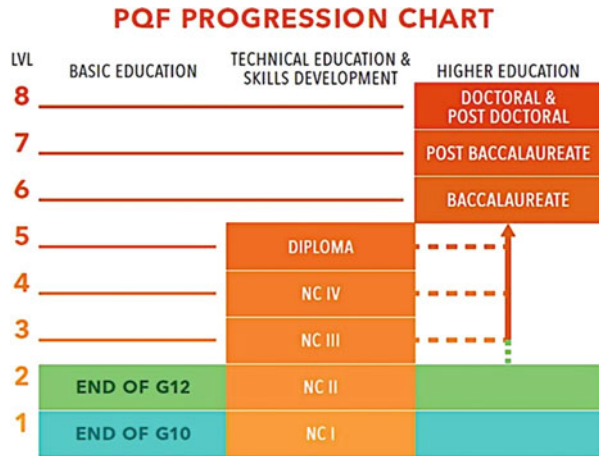 PQF PROGRESSION CHART
LVL
BASIC EDUCATION
TECHNICAL EDUCATION &
SKILLS DEVELOPMENT
HIGHER EDUCATION
8
DOCTORAL &
POST DOCTORAL
7
POST BACCALAUREATE
6
BACCALAUREATE
5
DIPLOMA
4
NC IV
3
NC III
2
END OF G12
NC II
1
END OF G10
NC I